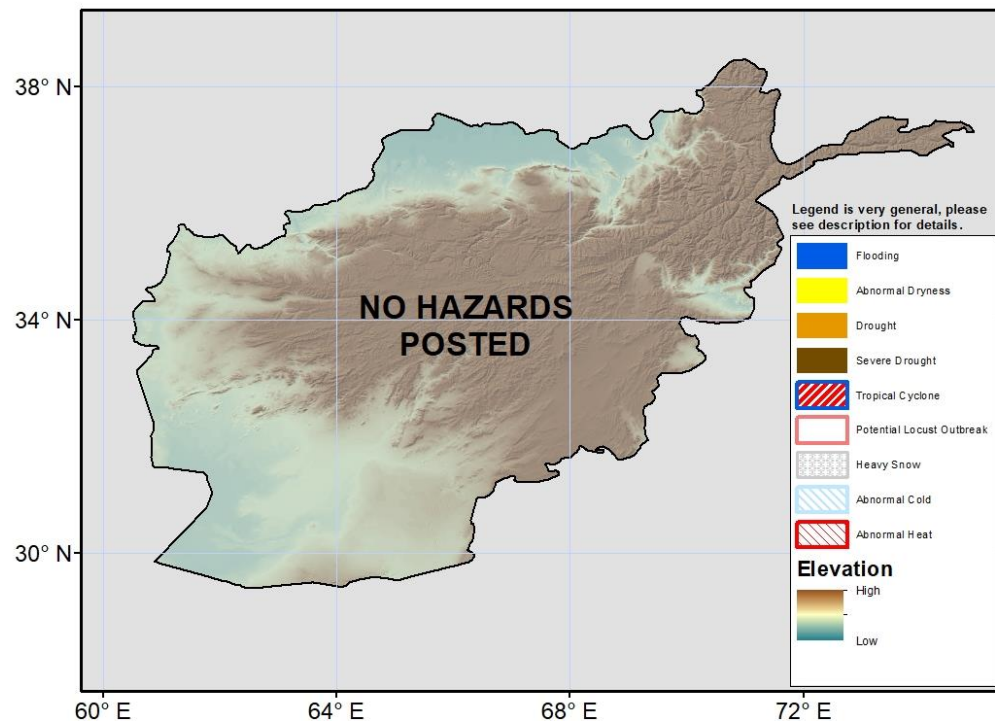 38° N
34° N
30° N
60° E
64° E
68° E
72° E
NO HAZARDS
POSTED
Legend is very general, please
see description for details.
Flooding
Abnormal Dryness
Drought
Severe Drought
Tropical Cyclone
Potential Locust Outbreak
Heavy Snow
Abnormal Cold
Abnormal Heat
Elevation
High
Low